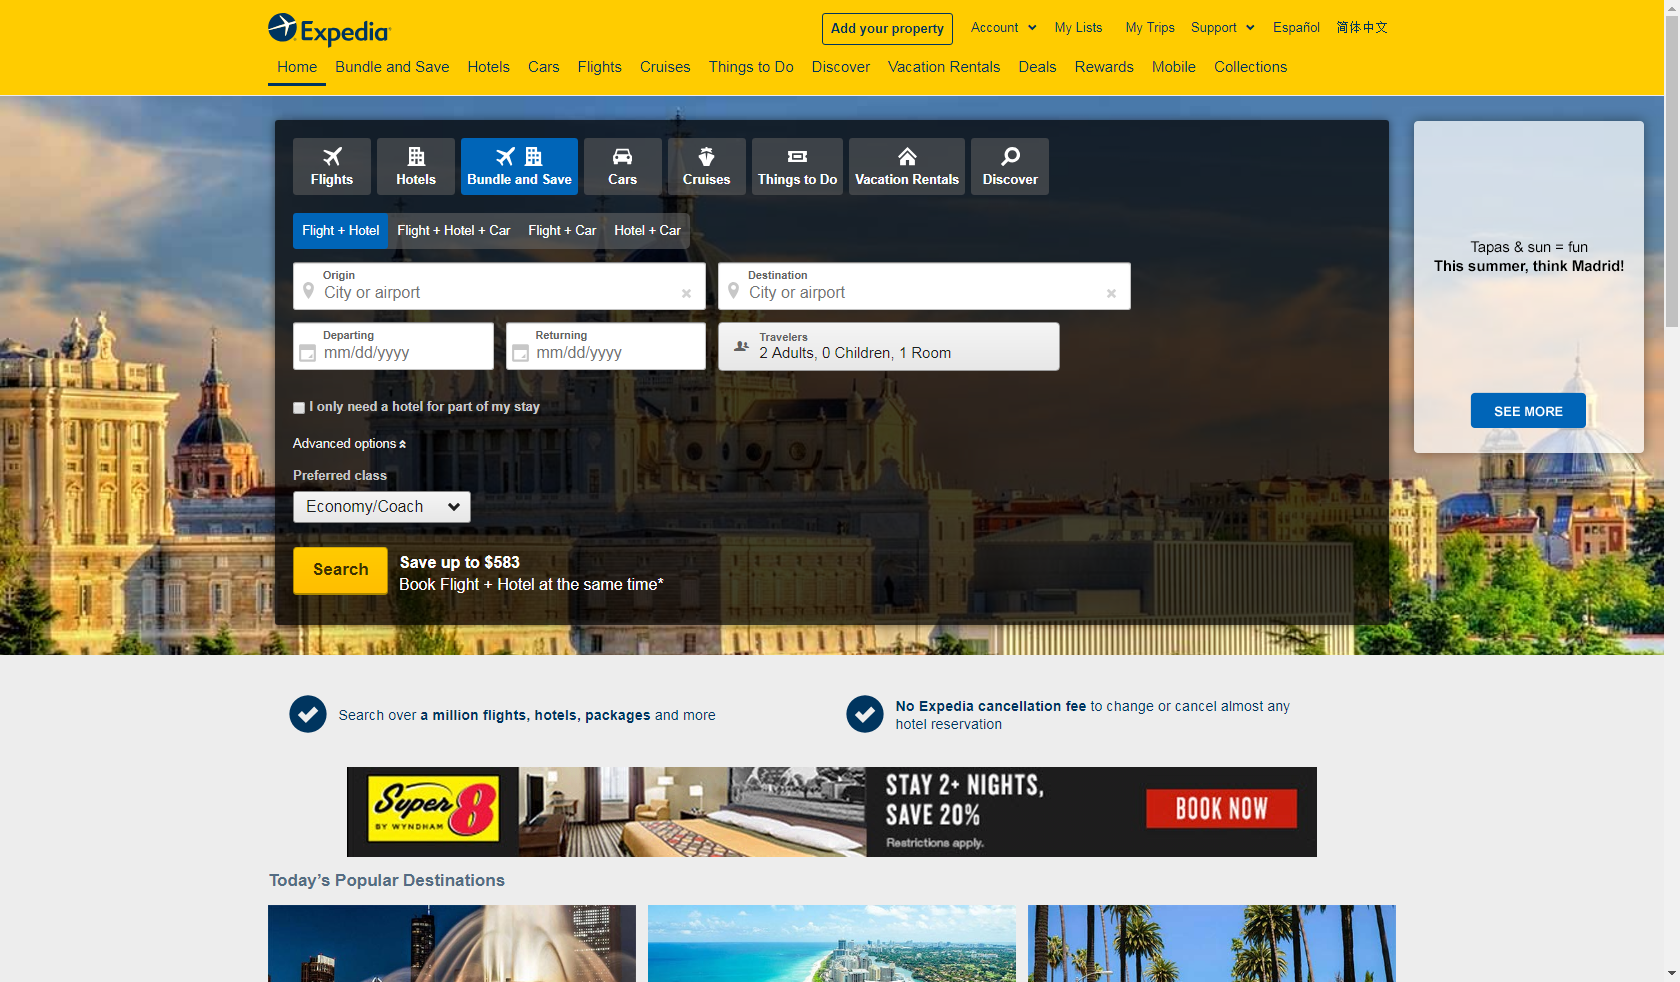 Expedia
Add your property
Account
My Lists
My Trips
Support
Español
简体中文
Home
Bundle and Save
Hotels
Cars
Flights
Cruises
Things to Do
Discover
Vacation Rentals
Deals
Rewards
Mobile
Collections
Flights
Hotels
Bundle and Save
Cars
Cruises
Things to Do
Vacation Rentals
Discover
Flight + Hotel
Flight + Hotel + Car
Flight + Car
Hotel + Car
Origin
City or airport
Destination
City or airport
Departing
mm/dd/yyyy
Returning
mm/dd/yyyy
Travelers
2 Adults, 0 Children, 1 Room
I only need a hotel for part of my stay
Advanced options
Preferred class
Economy/Coach
Search
Save up to $583
Book Flight + Hotel at the same time*
Tapas & sun = fun
This summer, think Madrid!
SEE MORE
Search over a million flights, hotels, packages and more
No Expedia cancellation fee to change or cancel almost any
hotel reservation
Super 8
BY WYNDHAM
STAY 2+ NIGHTS,
SAVE 20%
Restrictions apply.
BOOK NOW
Today’s Popular Destinations